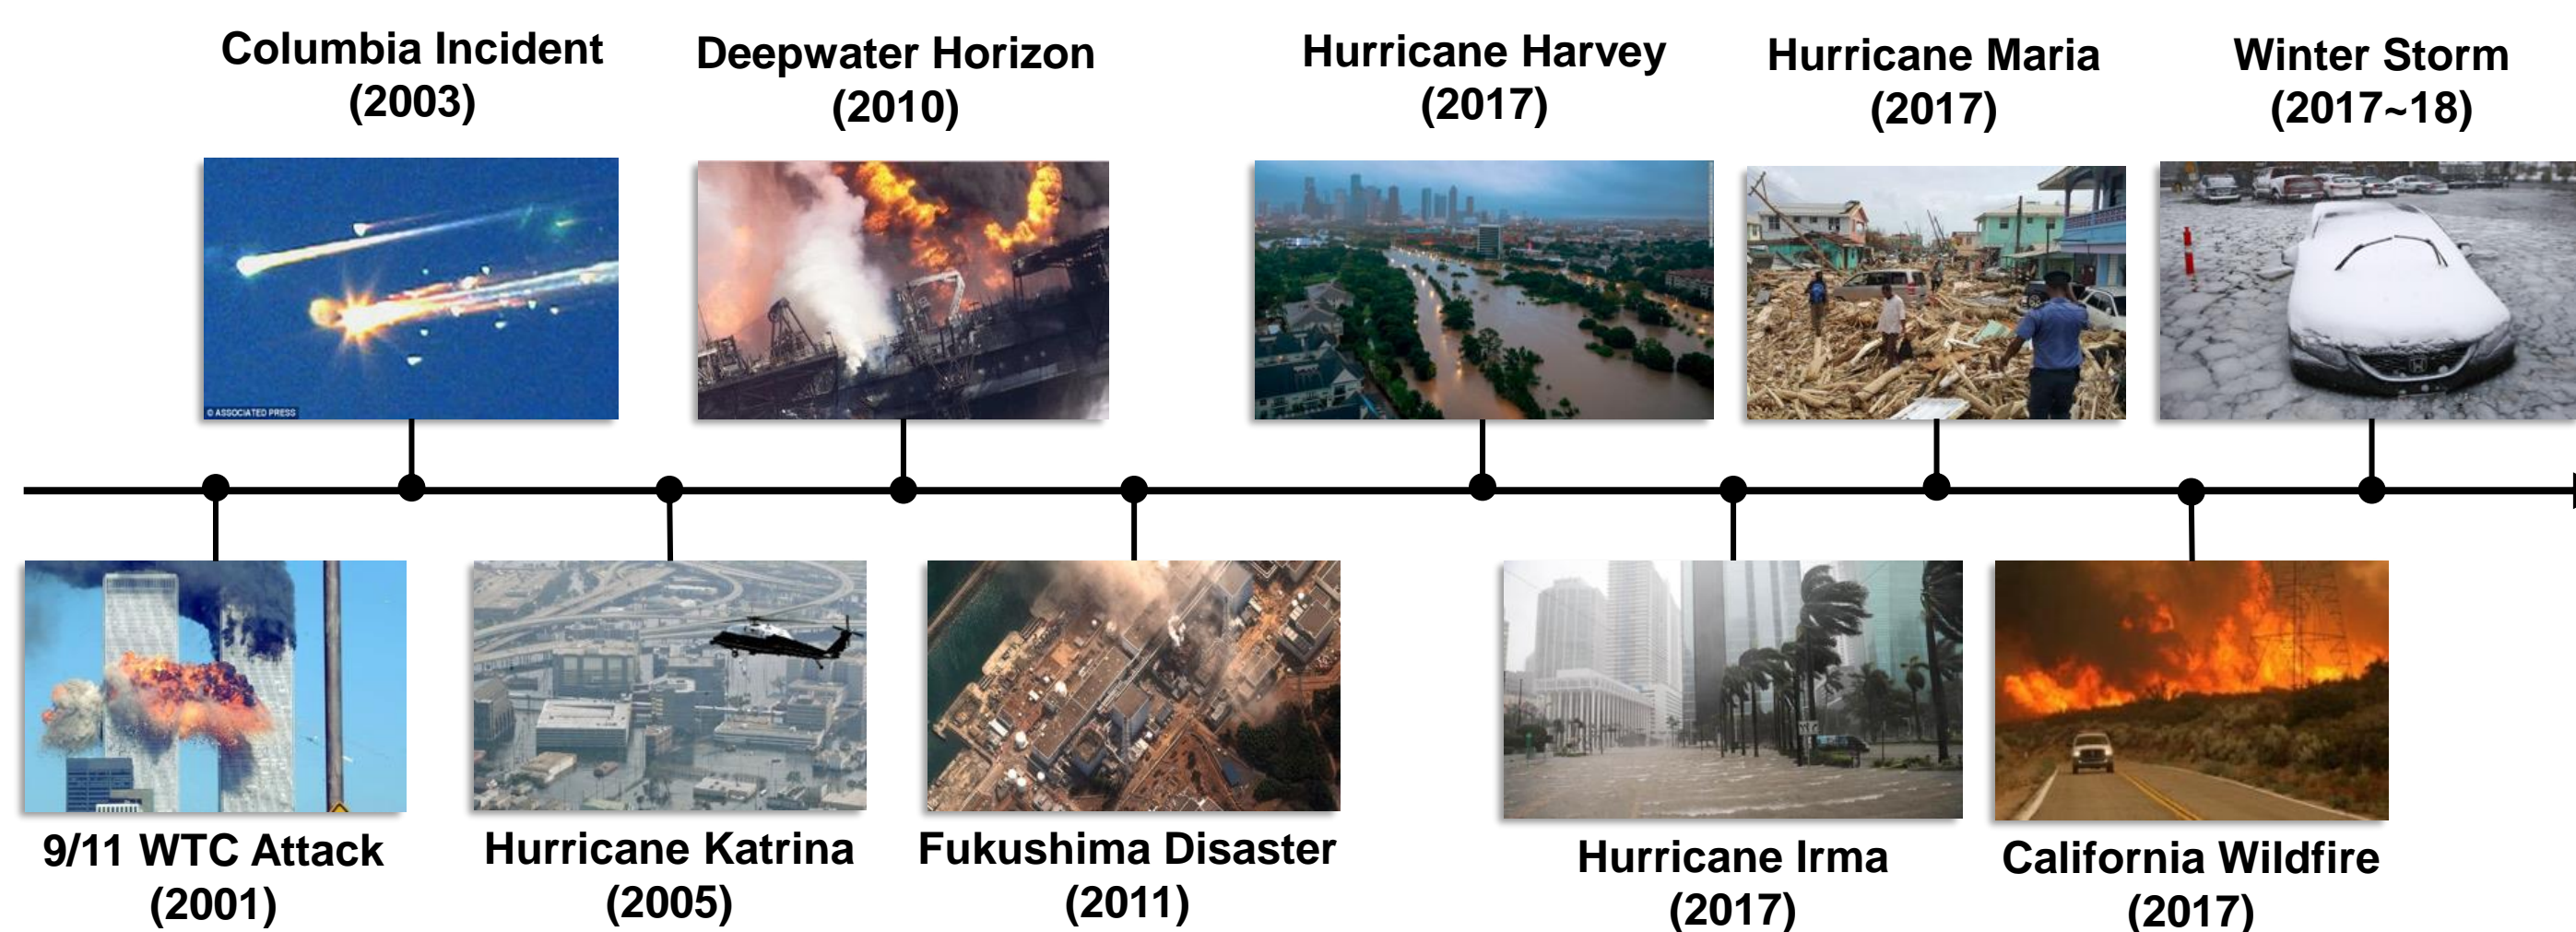 Columbia Incident
(2003)
Deepwater Horizon
(2010)
Hurricane Harvey
(2017)
Hurricane Maria
(2017)
Winter Storm
(2017~18)
© ASSOCIATED PRESS
9/11 WTC Attack
(2001)
Hurricane Katrina
(2005)
Fukushima Disaster
(2011)
Hurricane Irma
(2017)
California Wildfire
(2017)